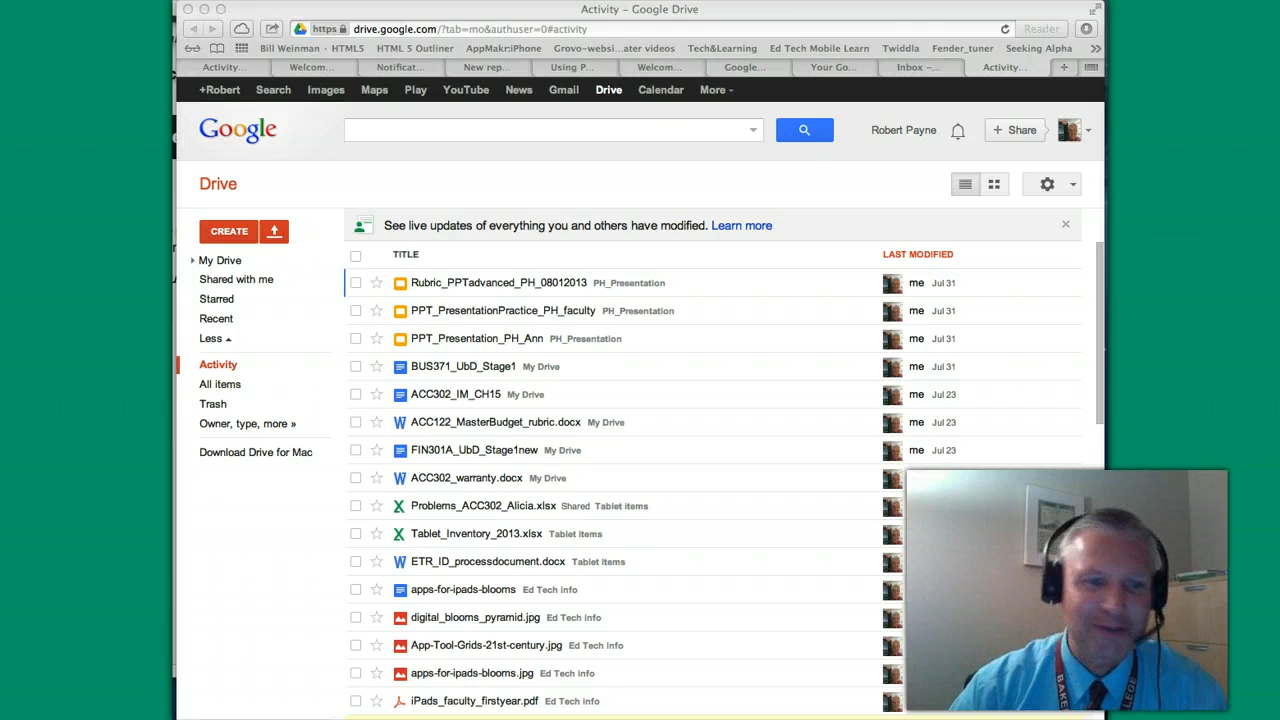 Activity – Google Drive
https drive.google.com/?tab=mo&authuser=0#activity Reader
Bill Weinman · HTML5 HTML 5 Outliner AppMakr:iPhone Grovo-websi...ater videos Tech&Learning Ed Tech Mobile Learn Twiddla Fender_tuner Seeking Alpha
Activity... Welcom... Notificat... New rep... Using P... Welcom... Google... Your Go... Inbox –... Activity...
+Robert Search Images Maps Play YouTube News Gmail Drive Calendar More
Google Robert Payne + Share
Drive
CREATE
My Drive
Shared with me
Starred
Recent
Less
Activity
All items
Trash
Owner, type, more »
Download Drive for Mac
See live updates of everything you and others have modified. Learn more
TITLE LAST MODIFIED
Rubric_PPTadvanced_PH_08012013 PH_Presentation me Jul 31
PPT_PresentationPractice_PH_faculty PH_Presentation me Jul 31
PPT_Presentation_PH_Ann PH_Presentation me Jul 31
BUS371_UbD_Stage1 My Drive me Jul 31
ACC302_IM_CH15 My Drive me Jul 23
ACC122_MasterBudget_rubric.docx My Drive me Jul 23
FIN301A_UbD_Stage1new My Drive me Jul 23
ACC302_warranty.docx My Drive
Problems_ACC302_Alicia.xlsx Shared Tablet items
Tablet_Inventory_2013.xlsx Tablet items
ETR_ID_processdocument.docx Tablet items
apps-for-ipads-blooms Ed Tech info
digital_blooms_pyramid.jpg Ed Tech info
App-Tool-Grids-21st-century.jpg Ed Tech info
apps-for-ipads-blooms.jpg Ed Tech info
iPads_faculty_firstyear.pdf Ed Tech info